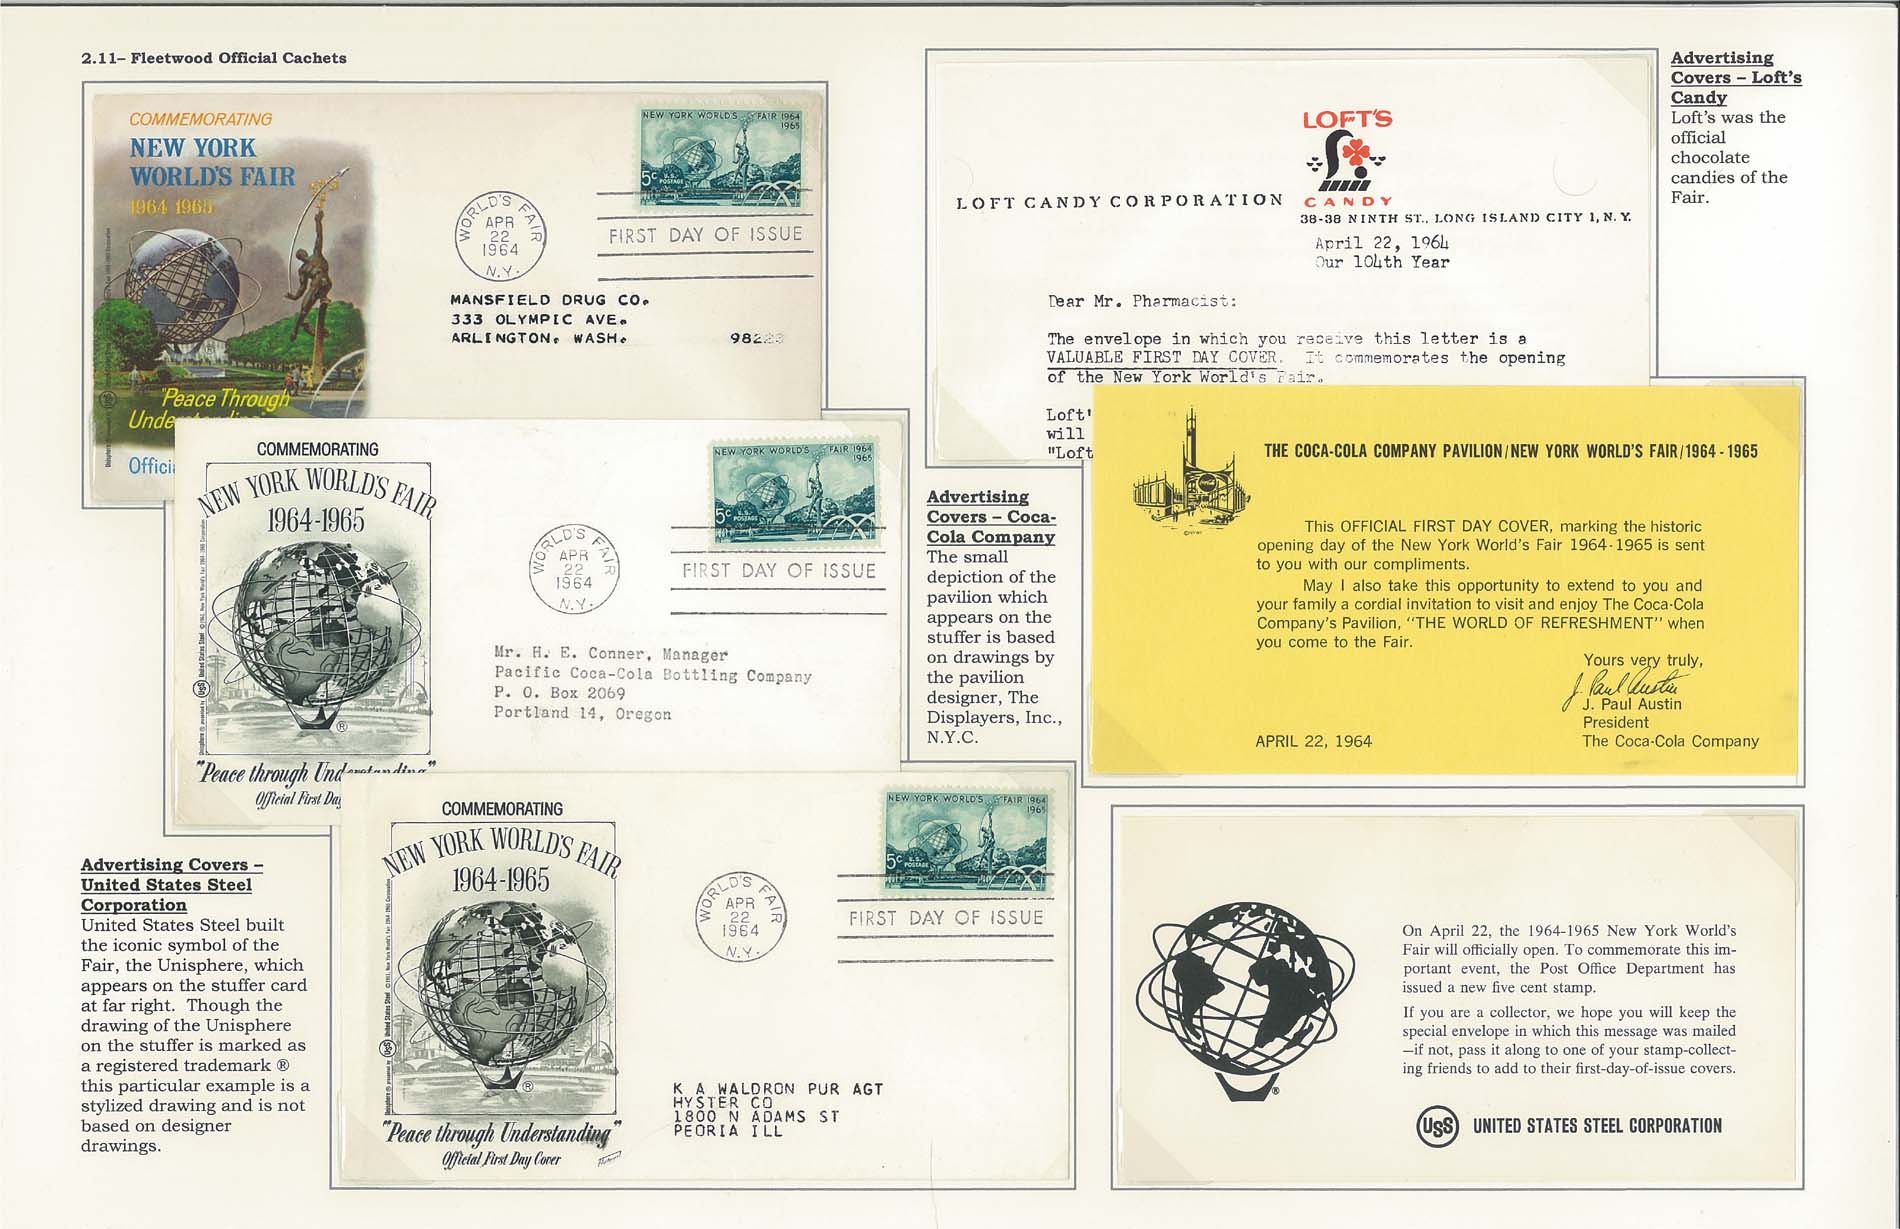 2.11– Fleetwood Official Cachets
COMMEMORATING
NEW YORK
WORLD'S FAIR
1964 1965
"Peace Through
Offici
NEW YORK WORLD'S FAIR 1964
1965
5c U.S.
POSTAGE
WORLD'S FAIR
APR
22
1964
N.Y.
FIRST DAY OF ISSUE
MANSFIELD DRUG CO.
333 OLYMPIC AVE.
ARLINGTON, WASH.
COMMEMORATING
NEW YORK WORLD'S FAIR
1964-1965
USS
®
"Peace through
Official First Day
NEW YORK WORLD'S FAIR 1964
1965
5c U.S.
POSTAGE
WORLD'S FAIR
APR
22
1964
N.Y.
FIRST DAY OF ISSUE
Mr. H. E. Conner, Manager
Pacific Coca-Cola Bottling Company
P. O. Box 2069
Portland 14, Oregon
COMMEMORATING
NEW YORK WORLD'S FAIR
1964-1965
USS
®
"Peace through Understanding"
Official First Day Cover
NEW YORK WORLD'S FAIR 1964
1965
5c U.S.
POSTAGE
WORLD'S FAIR
APR
22
1964
N.Y.
FIRST DAY OF ISSUE
K A WALDRON PUR AGT
HYSTER CO
1800 N ADAMS ST
PEORIA ILL
Advertising Covers –
United States Steel
Corporation
United States Steel built
the iconic symbol of the
Fair, the Unisphere, which
appears on the stuffer card
at far right. Though the
drawing of the Unisphere
on the stuffer is marked as
a registered trademark ®
this particular example is a
stylized drawing and is not
based on designer
drawings.
LOFT'S
CANDY
LOFT CANDY CORPORATION
38-38 NINTH ST., LONG ISLAND CITY 1, N.Y.
April 22, 1964
Our 104th Year
Dear Mr. Pharmacist:
The envelope in which you receive this letter is a
VALUABLE FIRST DAY COVER. It commemorates the opening
of the New York World's Fair.
Loft'
will
"Loft
Advertising
Covers – Loft's
Candy
Loft's was the
official
chocolate
candies of the
Fair.
Advertising
Covers – Coca-
Cola Company
The small
depiction of the
pavilion which
appears on the
stuffer is based
on drawings by
the pavilion
designer, The
Displayers, Inc.,
N.Y.C.
THE COCA-COLA COMPANY PAVILION/NEW YORK WORLD'S FAIR/1964-1965
This OFFICIAL FIRST DAY COVER, marking the historic
opening day of the New York World's Fair 1964-1965 is sent
to you with our compliments.
May I also take this opportunity to extend to you and
your family a cordial invitation to visit and enjoy The Coca-Cola
Company's Pavilion, "THE WORLD OF REFRESHMENT" when
you come to the Fair.
Yours very truly,
J. Paul Austin
J. Paul Austin
President
APRIL 22, 1964 The Coca-Cola Company
On April 22, the 1964-1965 New York World's
Fair will officially open. To commemorate this im-
portant event, the Post Office Department has
issued a new five cent stamp.
If you are a collector, we hope you will keep the
special envelope in which this message was mailed
—if not, pass it along to one of your stamp-collect-
ing friends to add to their first-day-of-issue covers.
®
USS UNITED STATES STEEL CORPORATION